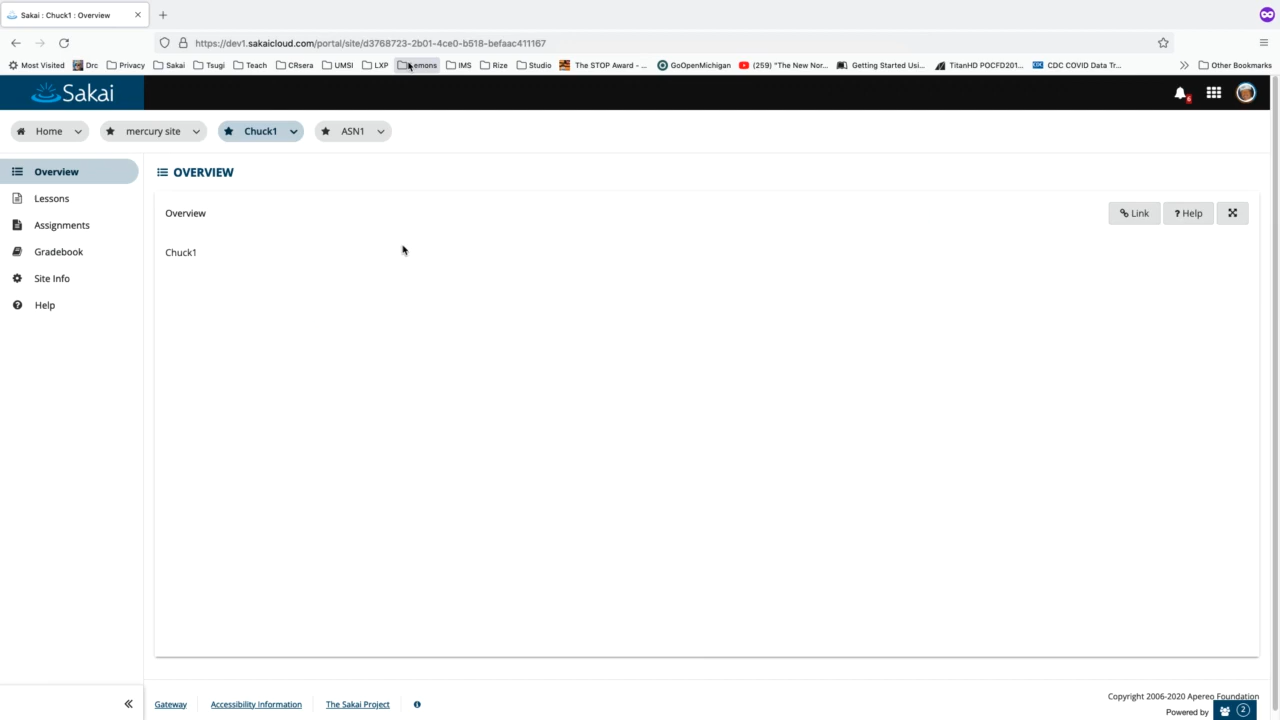 Sakai : Chuck1 : Overview
https://dev1.sakaicloud.com/portal/site/d3768723-2b01-4ce0-b518-befaac411167
Most Visited Drc Privacy Sakai Tsugi Teach CRsera UMSI LXP Lemons IMS Rize Studio The STOP Award - ... GoOpenMichigan (259) "The New Nor... Getting Started Usi... TitanHD POCFD201... CDC COVID Data Tr... Other Bookmarks
Sakai
Home mercury site Chuck1 ASN1
Overview
Lessons
Assignments
Gradebook
Site Info
Help
OVERVIEW
Overview
Link ? Help
Chuck1
Gateway Accessibility Information The Sakai Project
Copyright 2006-2020 Apereo Foundation
Powered by 2